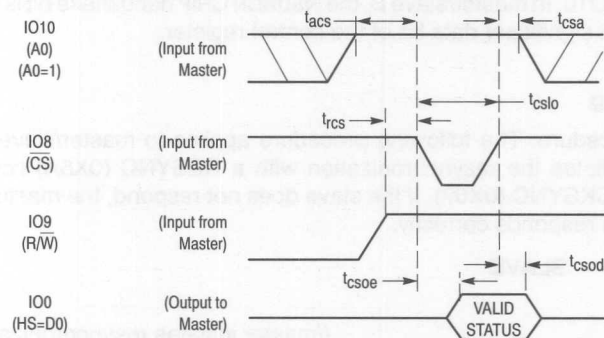 tacs
tcsa
IO10 (Input from
(A0)
(A0=1) Master)
tcslo
trcs
IO8 (Input from
(CS) Master)
IO9 (Input from
(R/W) Master)
tcsoe
tcsod
IO0 (Output to VALID
(HS=D0) Master) STATUS